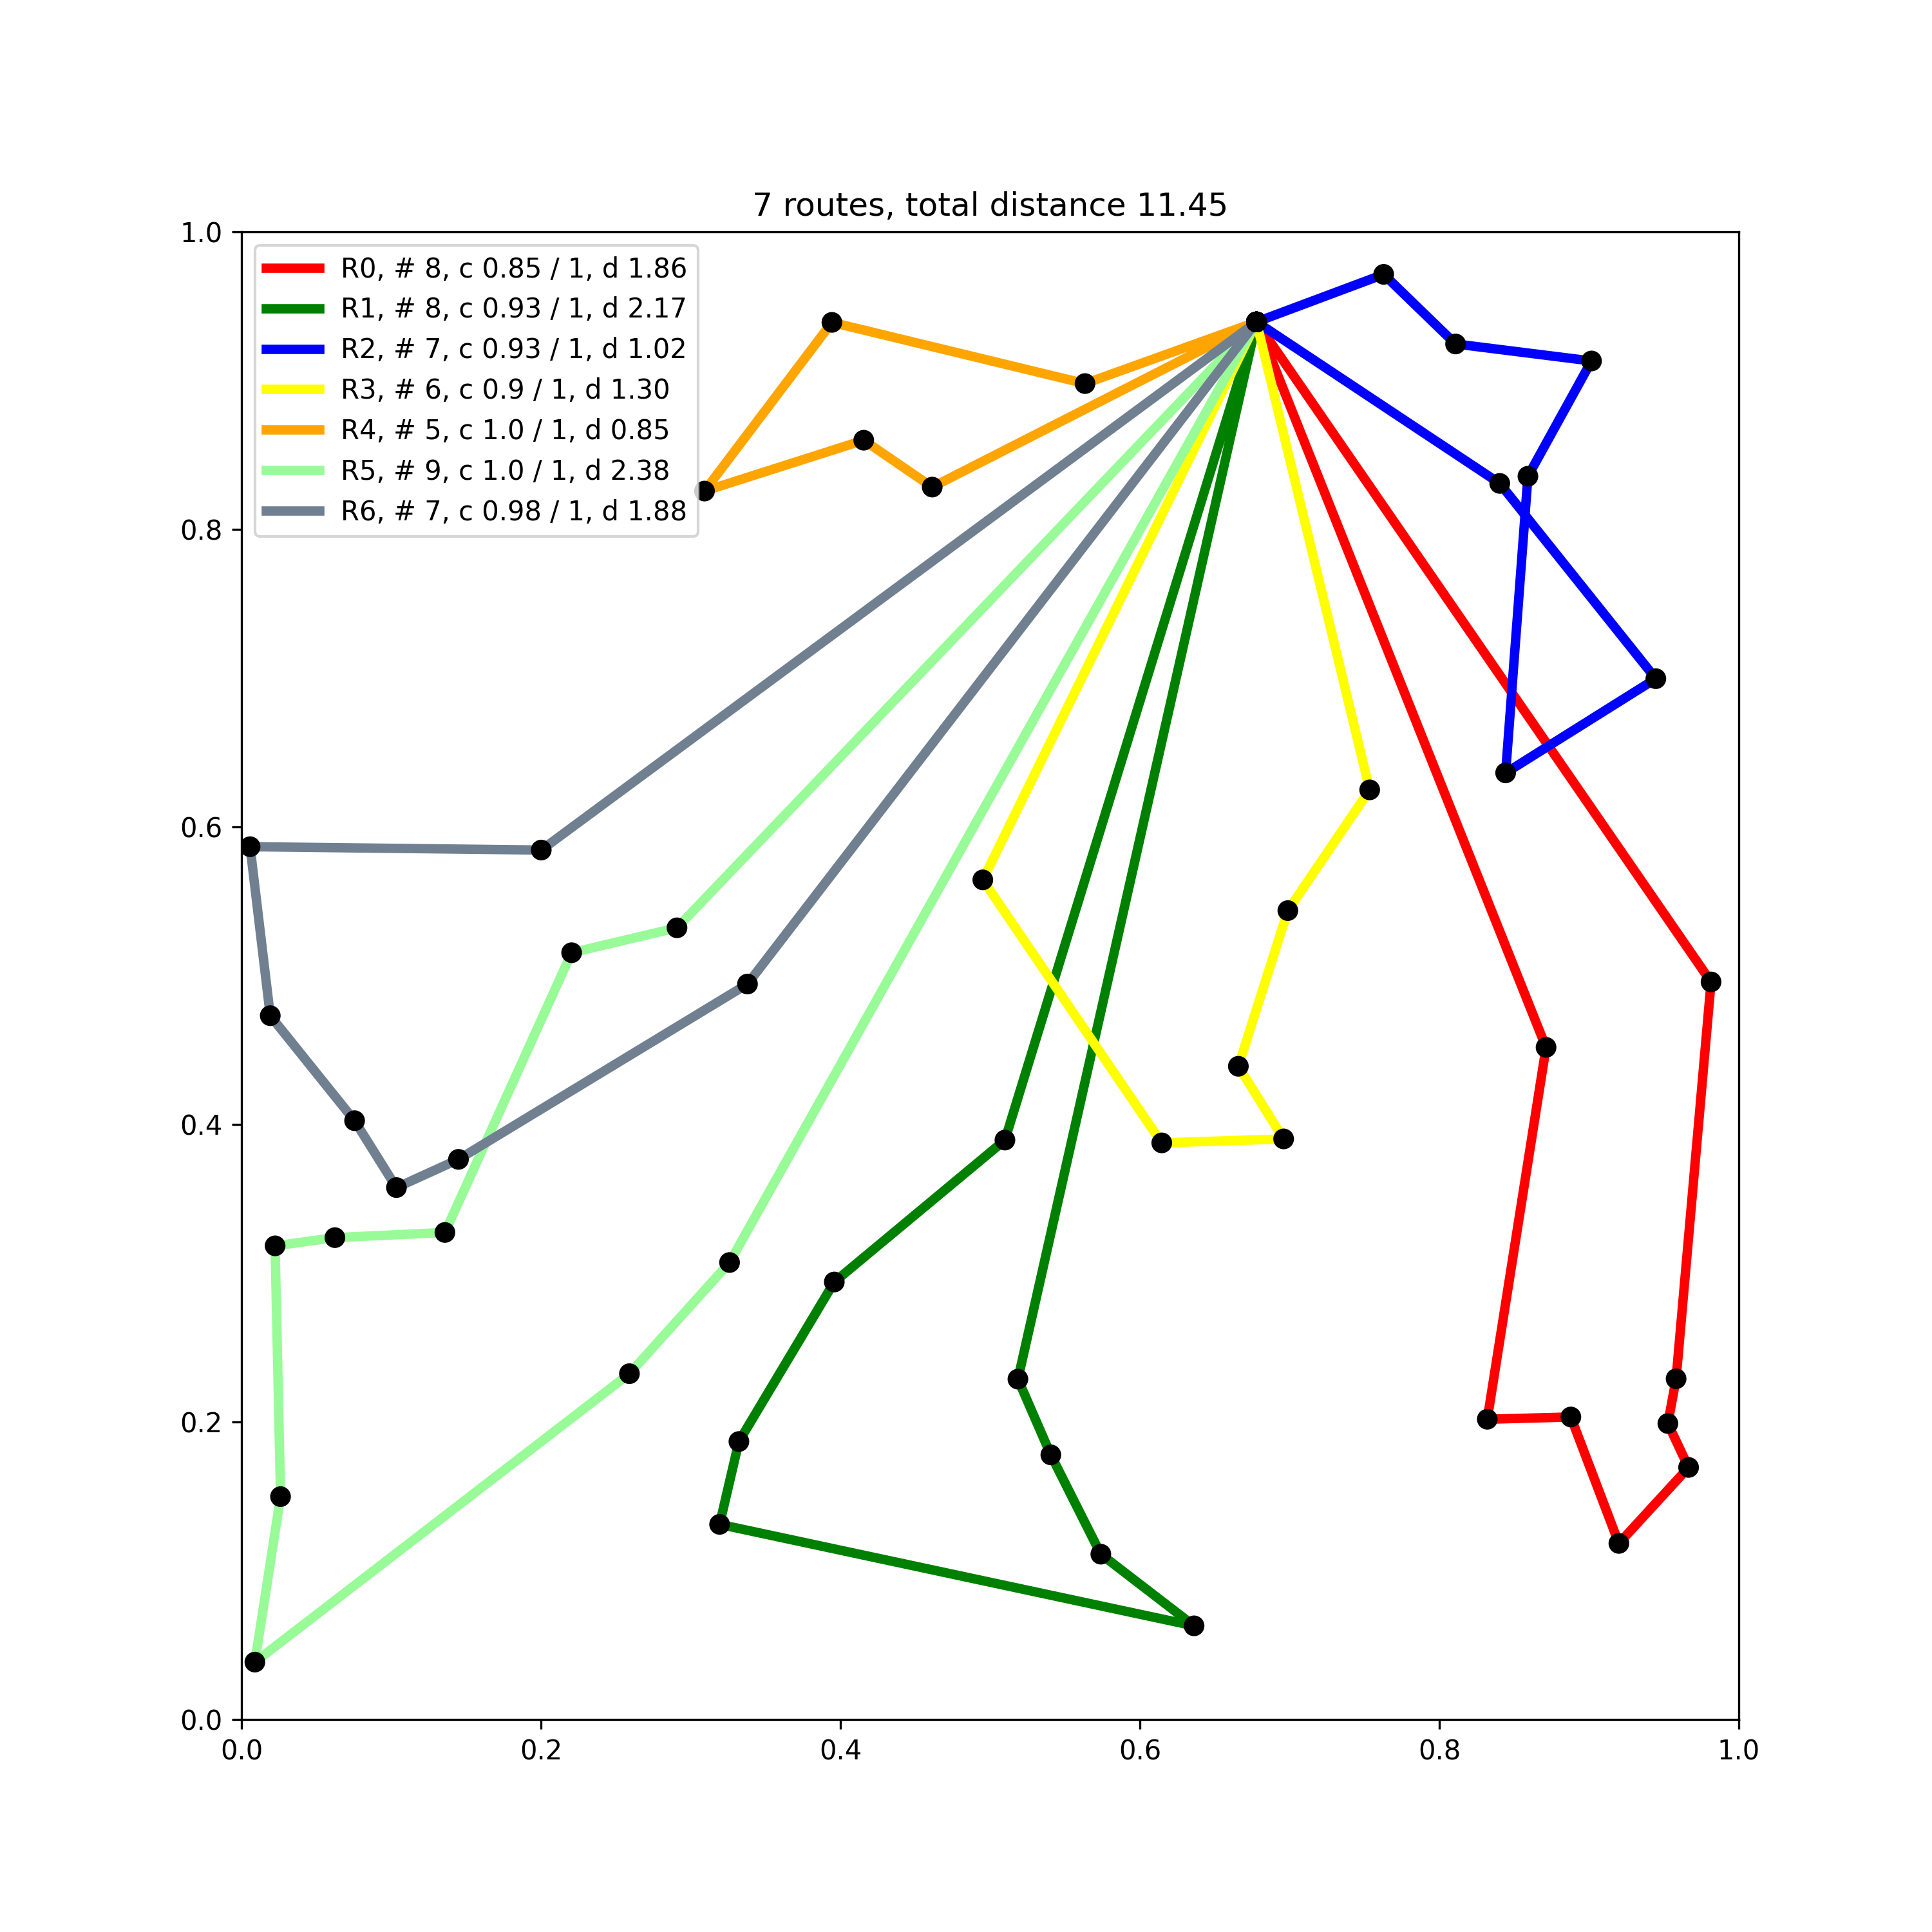 7 routes, total distance 11.45
1.0
R0, # 8, c 0.85 / 1, d 1.86
R1, # 8, c 0.93 / 1, d 2.17
R2, # 7, c 0.93 / 1, d 1.02
R3, # 6, c 0.9 / 1, d 1.30
R4, # 5, c 1.0 / 1, d 0.85
R5, # 9, c 1.0 / 1, d 2.38
R6, # 7, c 0.98 / 1, d 1.88
0.8
0.6
0.4
0.2
0.0
0.0 0.2 0.4 0.6 0.8 1.0